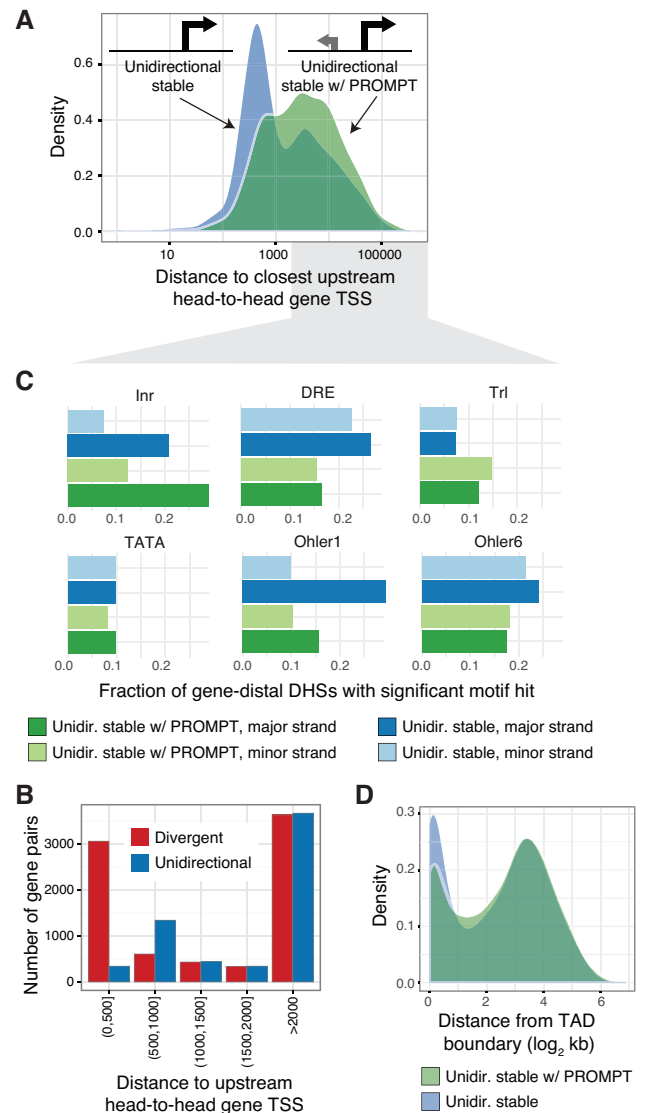 A
Unidirectional
stable
Unidirectional
stable w/ PROMPT
Density
0.6
0.4
0.2
0.0
10
1000
100000
Distance to closest upstream
head-to-head gene TSS
C
Inr
DRE
Trl
0.0 0.1 0.2
0.0 0.1 0.2
0.0 0.1 0.2
TATA
Ohler1
Ohler6
0.0 0.1 0.2
0.0 0.1 0.2
0.0 0.1 0.2
Fraction of gene-distal DHSs with significant motif hit
Unidir. stable w/ PROMPT, major strand
Unidir. stable, major strand
Unidir. stable w/ PROMPT, minor strand
Unidir. stable, minor strand
B
Number of gene pairs
3000
2000
1000
0
Divergent
Unidirectional
(0,500]
(500,1000]
(1000,1500]
(1500,2000]
>2000
Distance to upstream
head-to-head gene TSS
D
Density
0.3
0.2
0.1
0.0
0 2 4 6
Distance from TAD
boundary (log2 kb)
Unidir. stable w/ PROMPT
Unidir. stable